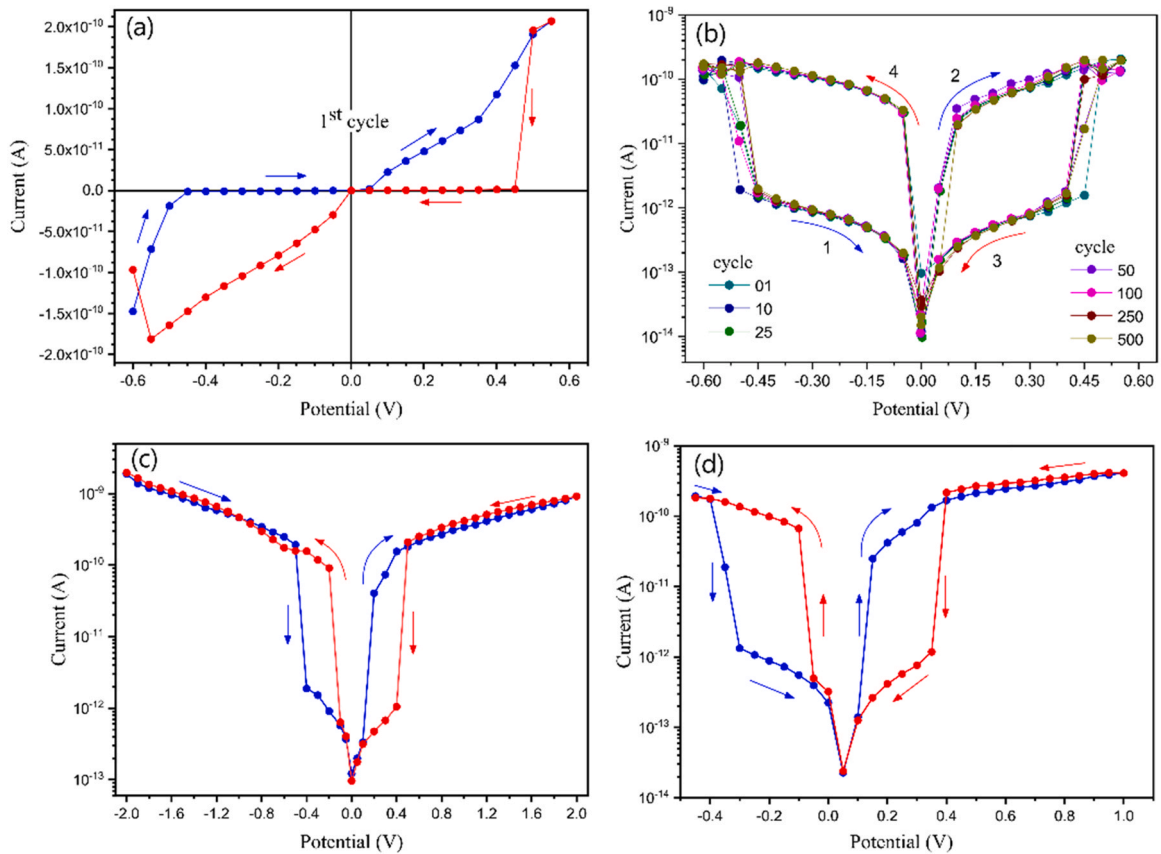 (a)
1st cycle
2.0x10-10
1.5x10-10
1.0x10-10
5.0x10-11
0.0
-5.0x10-11
-1.0x10-10
-1.5x10-10
-2.0x10-10
Current (A)
-0.6 -0.4 -0.2 0.0 0.2 0.4 0.6
Potential (V)
(b)
10-9
10-10
10-11
10-12
10-13
10-14
Current (A)
4 2
1 3
cycle
01
10
25
cycle
50
100
250
500
-0.60 -0.45 -0.30 -0.15 0.00 0.15 0.30 0.45 0.60
Potential (V)
(c)
10-9
10-10
10-11
10-12
10-13
Current (A)
-2.0 -1.6 -1.2 -0.8 -0.4 0.0 0.4 0.8 1.2 1.6 2.0
Potential (V)
(d)
10-9
10-10
10-11
10-12
10-13
10-14
Current (A)
-0.4 -0.2 0.0 0.2 0.4 0.6 0.8 1.0
Potential (V)